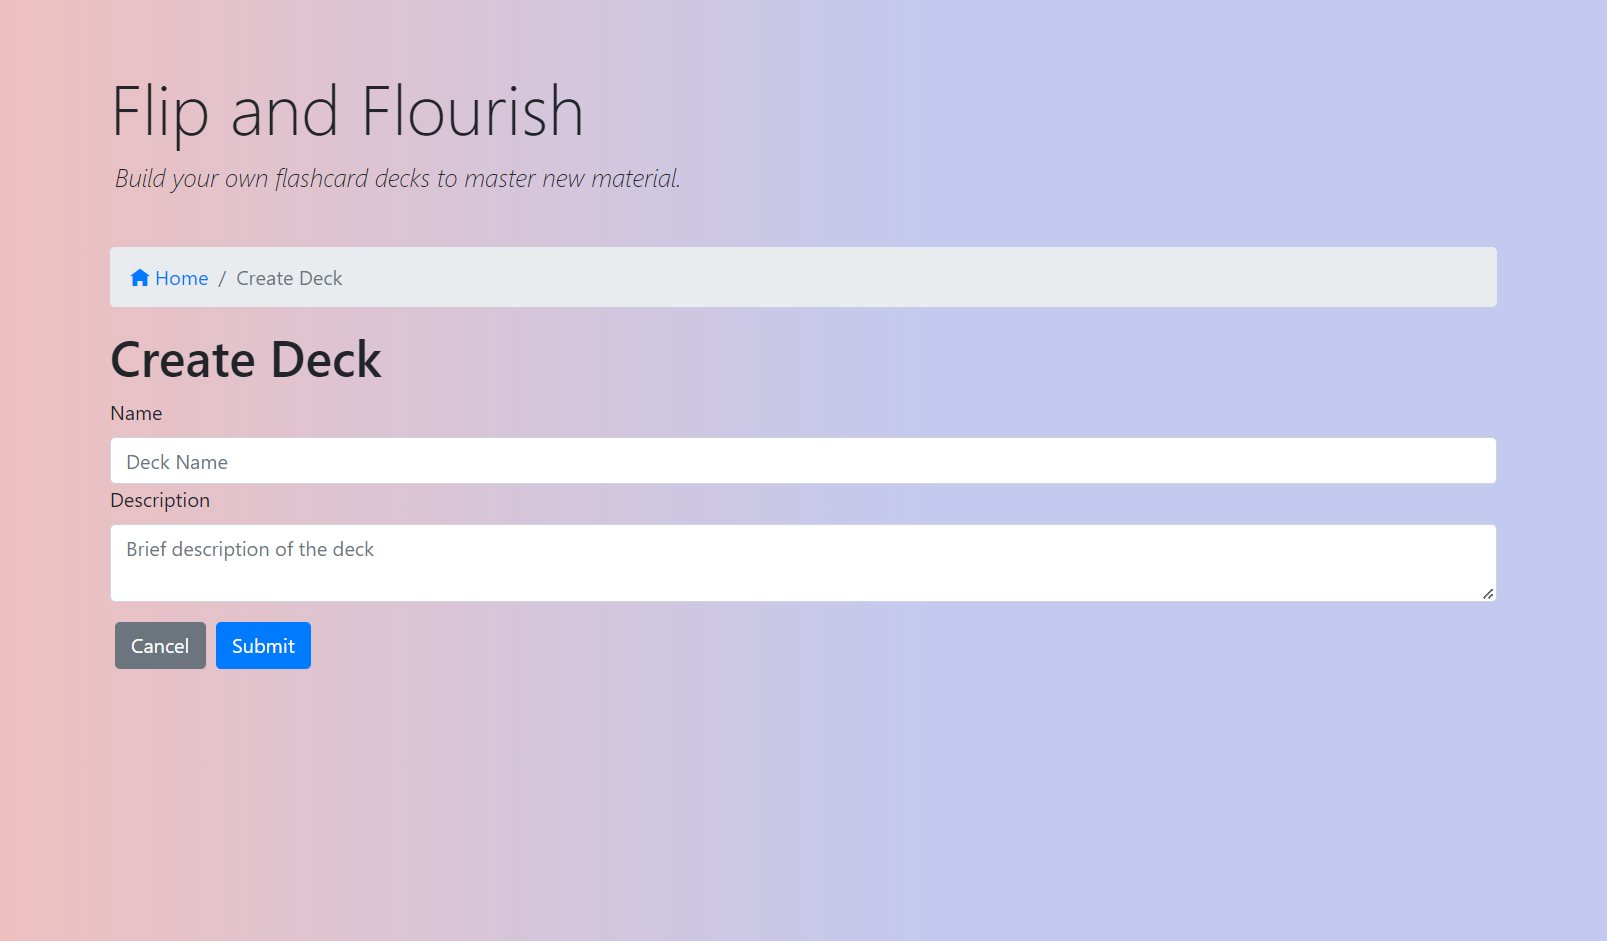 Flip and Flourish
Build your own flashcard decks to master new material.
Home / Create Deck
Create Deck
Name
Deck Name
Description
Brief description of the deck
Cancel Submit